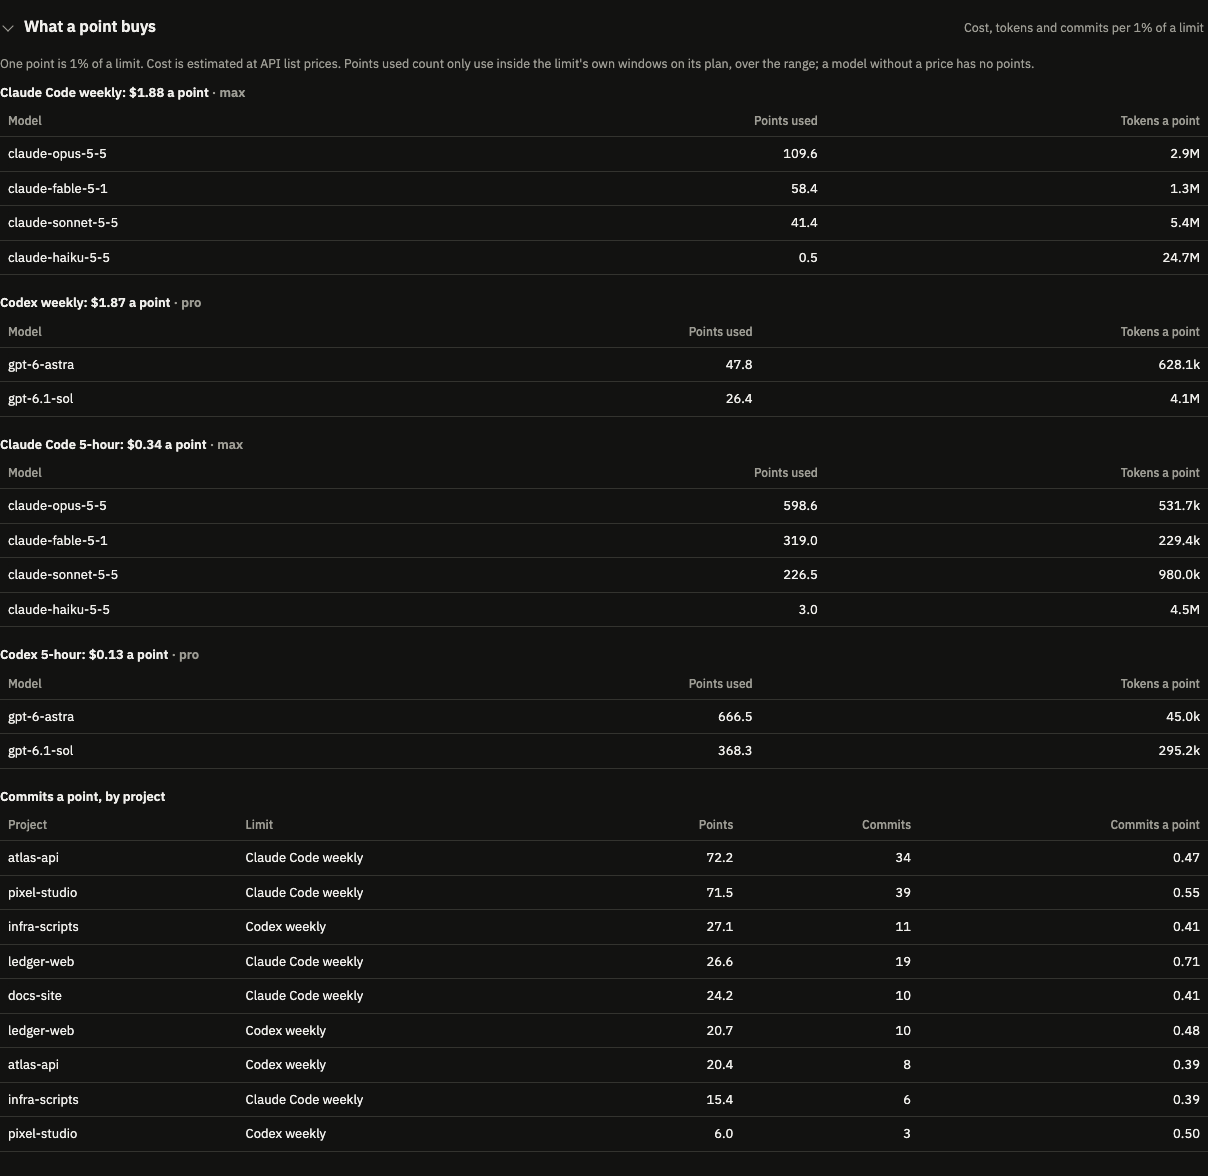 What a point buys
Cost, tokens and commits per 1% of a limit
One point is 1% of a limit. Cost is estimated at API list prices. Points used count only use inside the limit's own windows on its plan, over the range; a model without a price has no points.
Claude Code weekly: $1.88 a point · max
Model Points used Tokens a point
claude-opus-5-5 109.6 2.9M
claude-fable-5-1 58.4 1.3M
claude-sonnet-5-5 41.4 5.4M
claude-haiku-5-5 0.5 24.7M
Codex weekly: $1.87 a point · pro
Model Points used Tokens a point
gpt-6-astra 47.8 628.1k
gpt-6.1-sol 26.4 4.1M
Claude Code 5-hour: $0.34 a point · max
Model Points used Tokens a point
claude-opus-5-5 598.6 531.7k
claude-fable-5-1 319.0 229.4k
claude-sonnet-5-5 226.5 980.0k
claude-haiku-5-5 3.0 4.5M
Codex 5-hour: $0.13 a point · pro
Model Points used Tokens a point
gpt-6-astra 666.5 45.0k
gpt-6.1-sol 368.3 295.2k
Commits a point, by project
Project Limit Points Commits Commits a point
atlas-api Claude Code weekly 72.2 34 0.47
pixel-studio Claude Code weekly 71.5 39 0.55
infra-scripts Codex weekly 27.1 11 0.41
ledger-web Claude Code weekly 26.6 19 0.71
docs-site Claude Code weekly 24.2 10 0.41
ledger-web Codex weekly 20.7 10 0.48
atlas-api Codex weekly 20.4 8 0.39
infra-scripts Claude Code weekly 15.4 6 0.39
pixel-studio Codex weekly 6.0 3 0.50